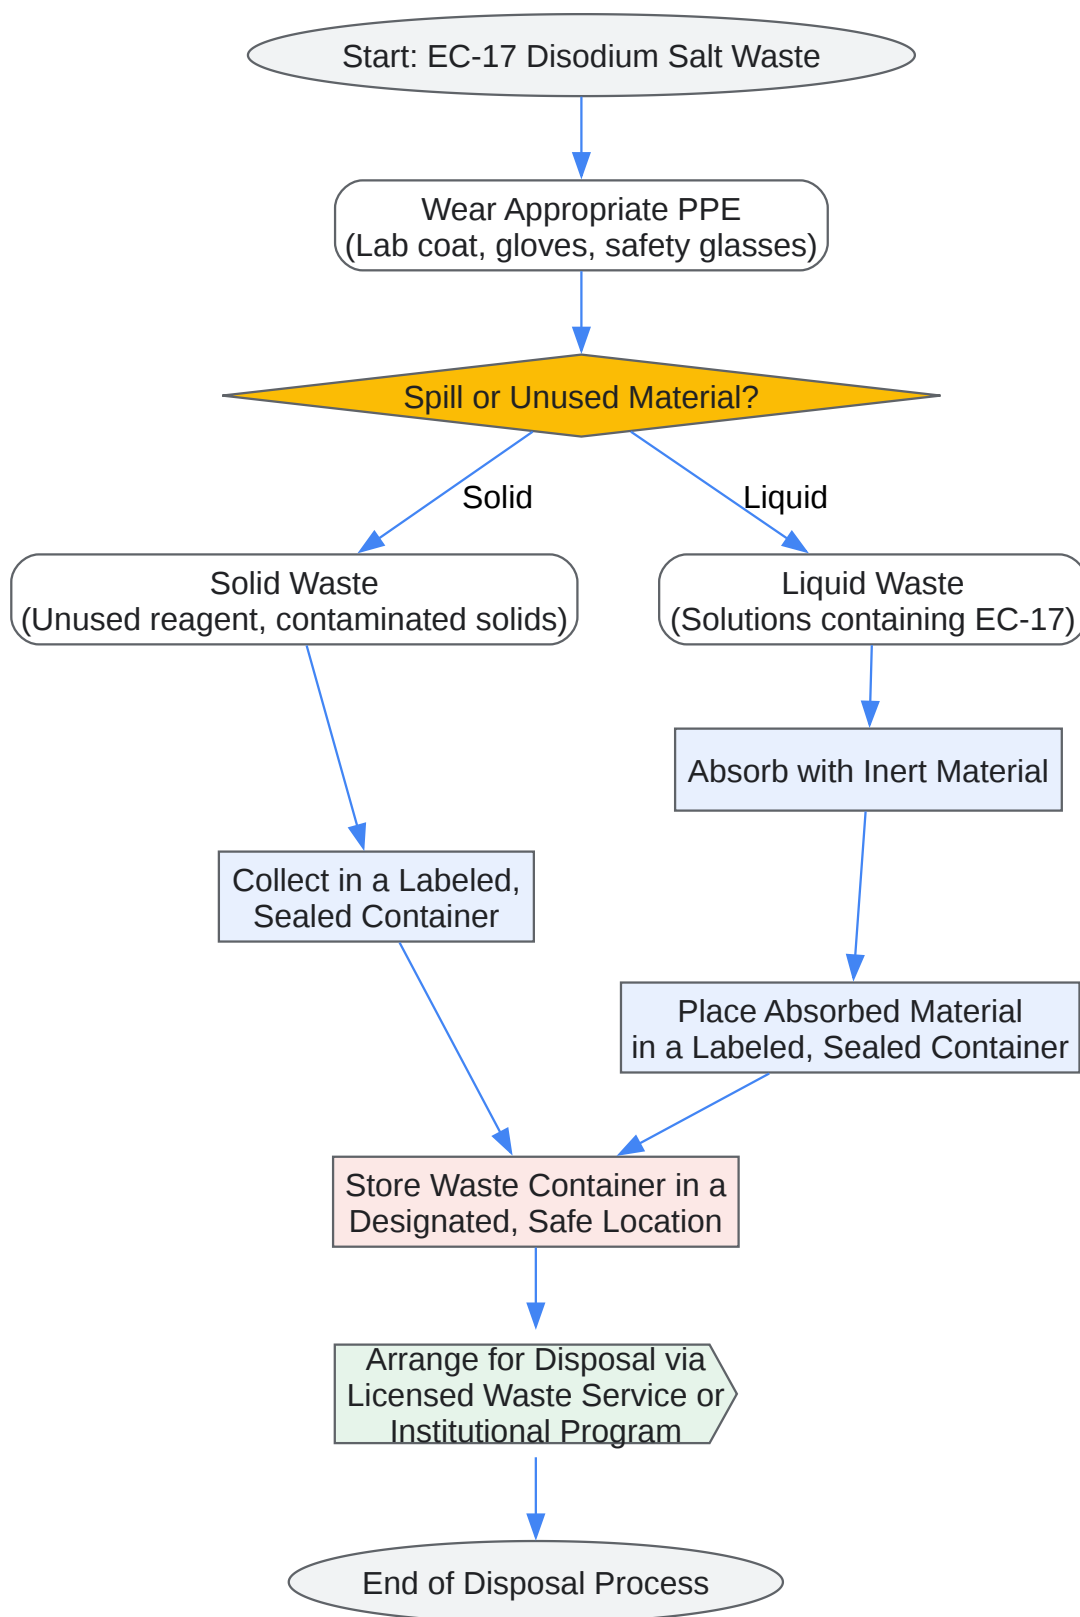 Start: EC-17 Disodium Salt Waste
Wear Appropriate PPE
(Lab coat, gloves, safety glasses)
Spill or Unused Material?
Solid
Liquid
Solid Waste
(Unused reagent, contaminated solids)
Liquid Waste
(Solutions containing EC-17)
Absorb with Inert Material
Collect in a Labeled,
Sealed Container
Place Absorbed Material
in a Labeled, Sealed Container
Store Waste Container in a
Designated, Safe Location
Arrange for Disposal via
Licensed Waste Service or
Institutional Program
End of Disposal Process